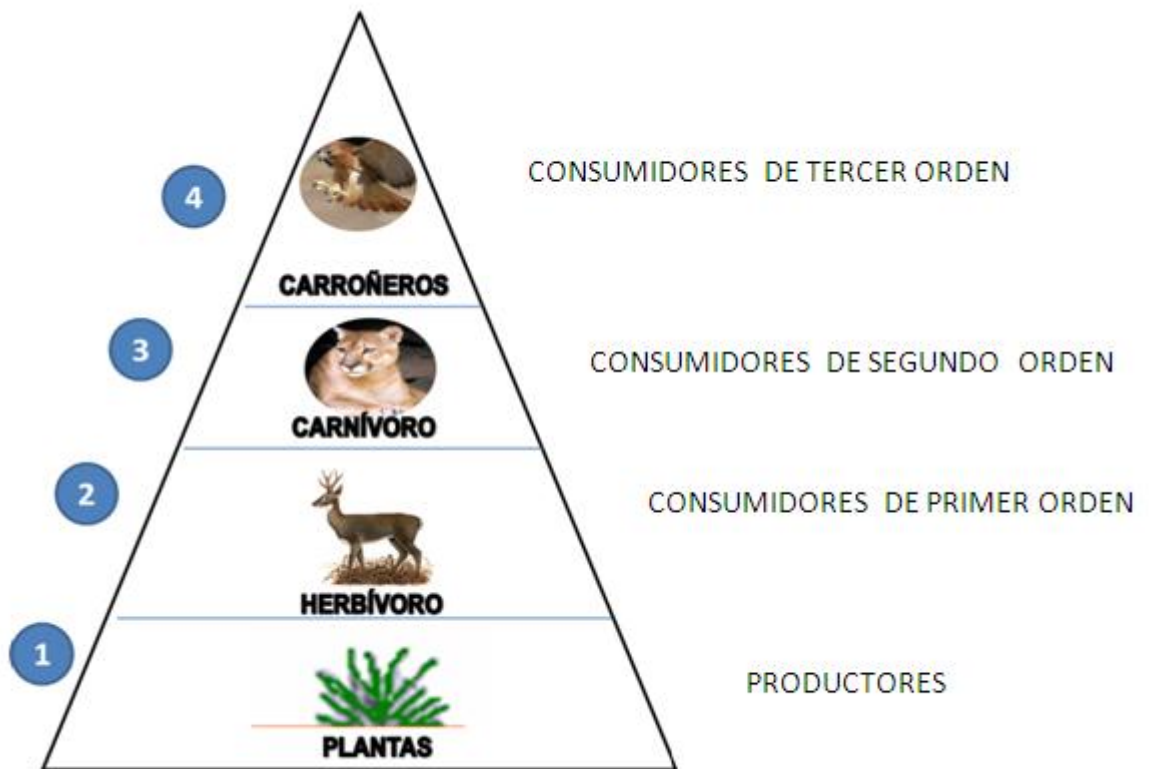 4
CONSUMIDORES DE TERCER ORDEN
CARROÑEROS
3
CONSUMIDORES DE SEGUNDO ORDEN
CARNÍVORO
2
CONSUMIDORES DE PRIMER ORDEN
HERBÍVORO
1
PRODUCTORES
PLANTAS